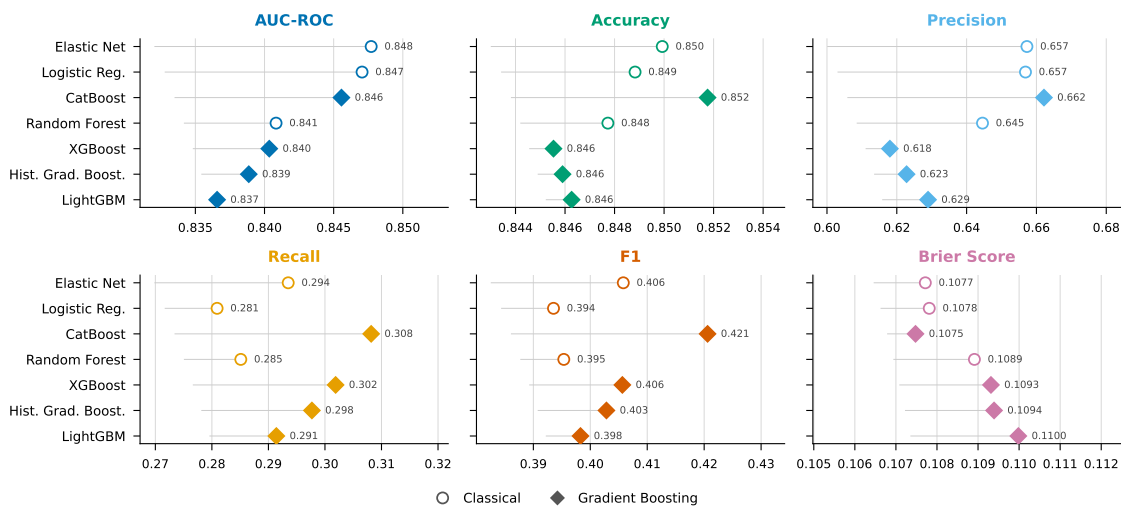 AUC-ROC
Accuracy
Precision
Elastic Net
Logistic Reg.
CatBoost
Random Forest
XGBoost
Hist. Grad. Boost.
LightGBM
0.848
0.847
0.846
0.841
0.840
0.839
0.837
0.835 0.840 0.845 0.850
0.850
0.849
0.852
0.848
0.846
0.846
0.846
0.844 0.846 0.848 0.850 0.852 0.854
0.657
0.657
0.662
0.645
0.618
0.623
0.629
0.60 0.62 0.64 0.66 0.68
Recall
F1
Brier Score
Elastic Net
Logistic Reg.
CatBoost
Random Forest
XGBoost
Hist. Grad. Boost.
LightGBM
0.294
0.281
0.308
0.285
0.302
0.298
0.291
0.27 0.28 0.29 0.30 0.31 0.32
0.406
0.394
0.421
0.395
0.406
0.403
0.398
0.39 0.40 0.41 0.42 0.43
0.1077
0.1078
0.1075
0.1089
0.1093
0.1094
0.1100
0.105 0.106 0.107 0.108 0.109 0.110 0.111 0.112
Classical
Gradient Boosting